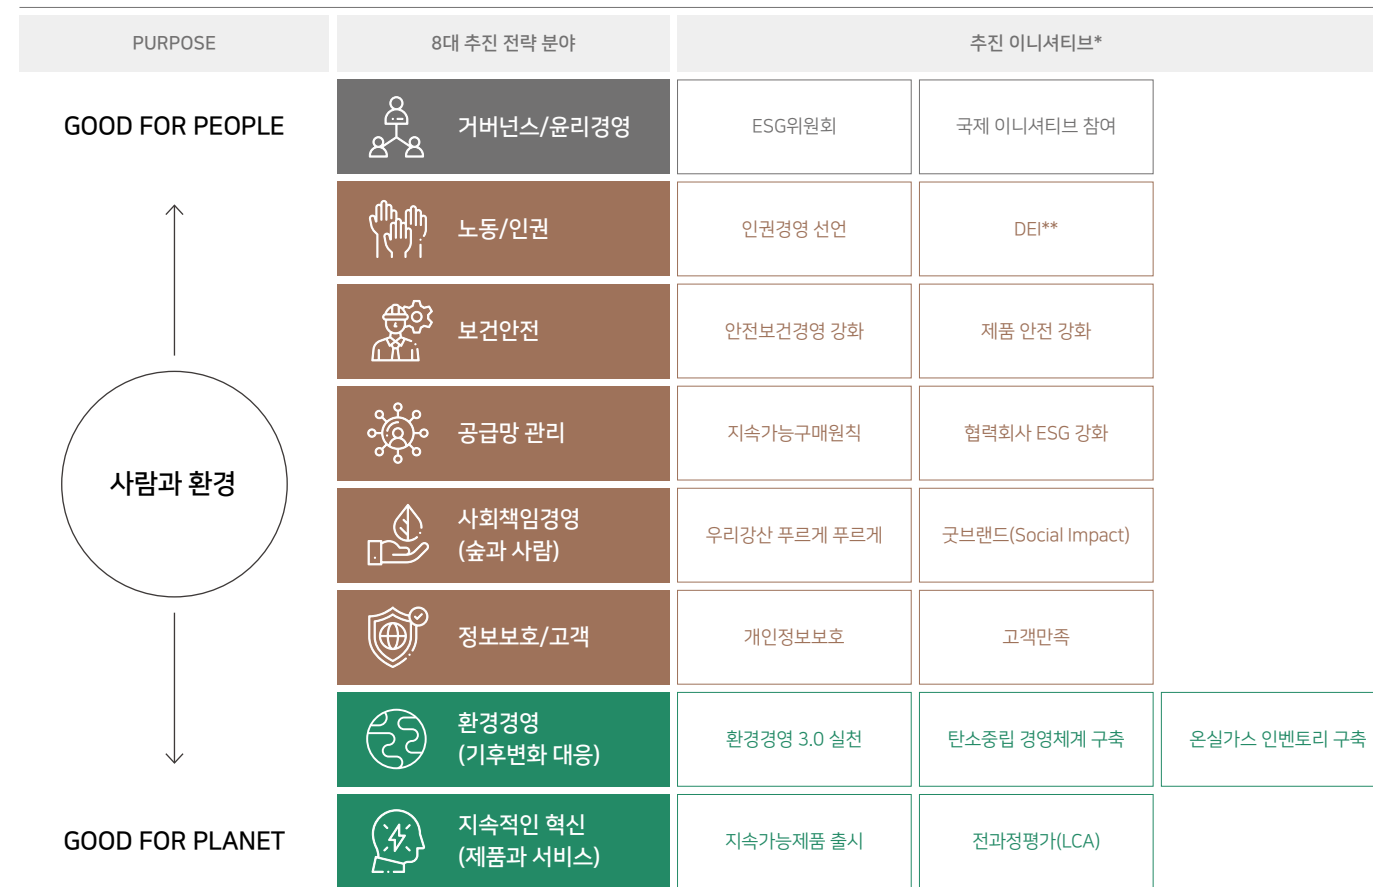 PURPOSE
8대 추진 전략 분야
추진 이니셔티브*
GOOD FOR PEOPLE
사람과 환경
GOOD FOR PLANET
거버넌스/윤리경영
ESG위원회
국제 이니셔티브 참여
노동/인권
인권경영 선언
DEI**
보건안전
안전보건경영 강화
제품 안전 강화
공급망 관리
지속가능구매원칙
협력회사 ESG 강화
사회책임경영
(숲과 사람)
우리강산 푸르게 푸르게
굿브랜드(Social Impact)
정보보호/고객
개인정보보호
고객만족
환경경영
(기후변화 대응)
환경경영 3.0 실천
탄소중립 경영체계 구축
온실가스 인벤토리 구축
지속적인 혁신
(제품과 서비스)
지속가능제품 출시
전과정평가(LCA)